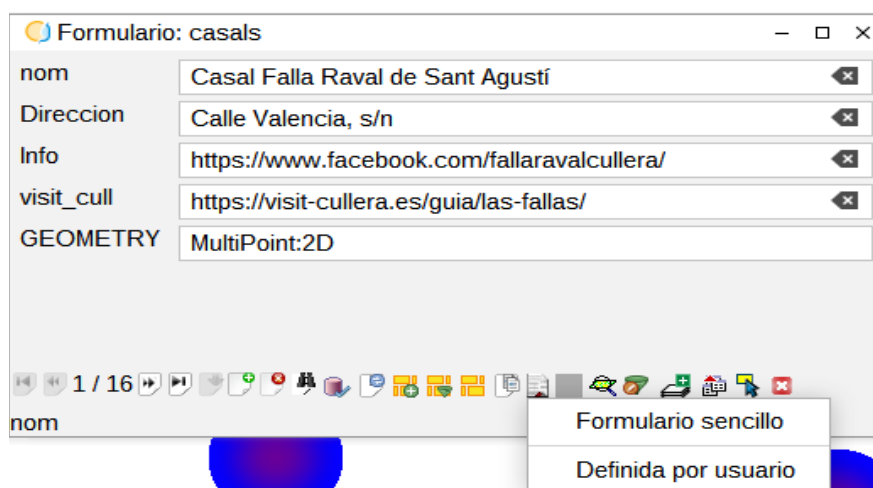 Formulario: casals
nom Casal Falla Raval de Sant Agustí
Direccion Calle Valencia, s/n
Info https://www.facebook.com/fallaravalcullera/
visit_cull https://visit-cullera.es/guia/las-fallas/
GEOMETRY MultiPoint:2D
1 / 16
nom
Formulario sencillo
Definida por usuario